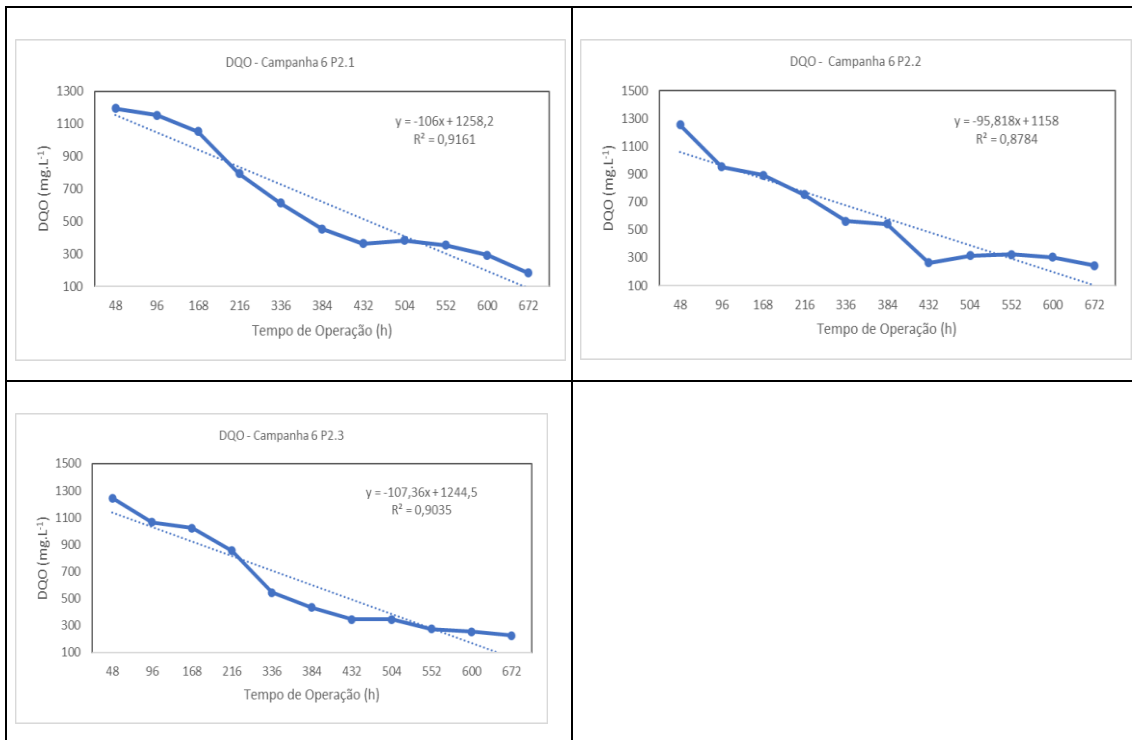 DQO - Campanha 6 P2.1
1300
1100
900
700
500
300
100
DQO (mg.L⁻¹)
y = -106x + 1258,2
R² = 0,9161
48 96 168 216 336 384 432 504 552 600 672
Tempo de Operação (h)
DQO - Campanha 6 P2.2
1500
1300
1100
900
700
500
300
100
DQO (mg.L⁻¹)
y = -95,818x + 1158
R² = 0,8784
48 96 168 216 336 384 432 504 552 600 672
Tempo de Operação (h)
DQO - Campanha 6 P2.3
1500
1300
1100
900
700
500
300
100
DQO (mg.L⁻¹)
y = -107,36x + 1244,5
R² = 0,9035
48 96 168 216 336 384 432 504 552 600 672
Tempo de Operação (h)